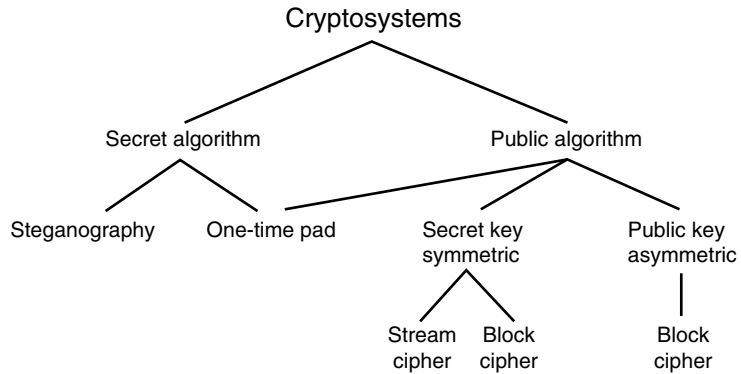 Cryptosystems
Secret algorithm
Public algorithm
Steganography
One-time pad
Secret key
symmetric
Public key
asymmetric
Stream
cipher
Block
cipher
Block
cipher